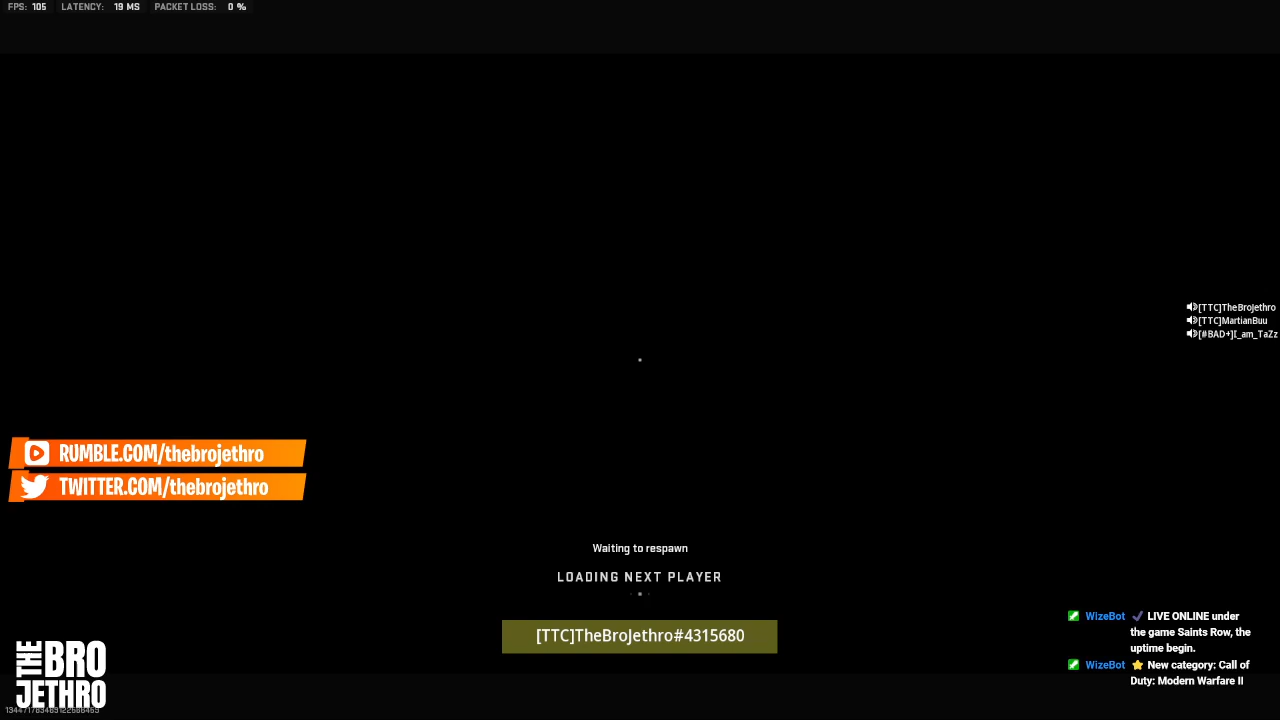 FPS: 105 LATENCY: 19 MS PACKET LOSS: 0 %
[TTC]TheBroJethro
[TTC]MartianBuu
[#BAD+]I_am_TaZz
RUMBLE.COM/thebrojethro
TWITTER.COM/thebrojethro
Waiting to respawn
LOADING NEXT PLAYER
[TTC]TheBroJethro#4315680
WizeBot LIVE ONLINE under
the game Saints Row, the
uptime begin.
WizeBot New category: Call of
Duty: Modern Warfare II
THE BRO
JETHRO